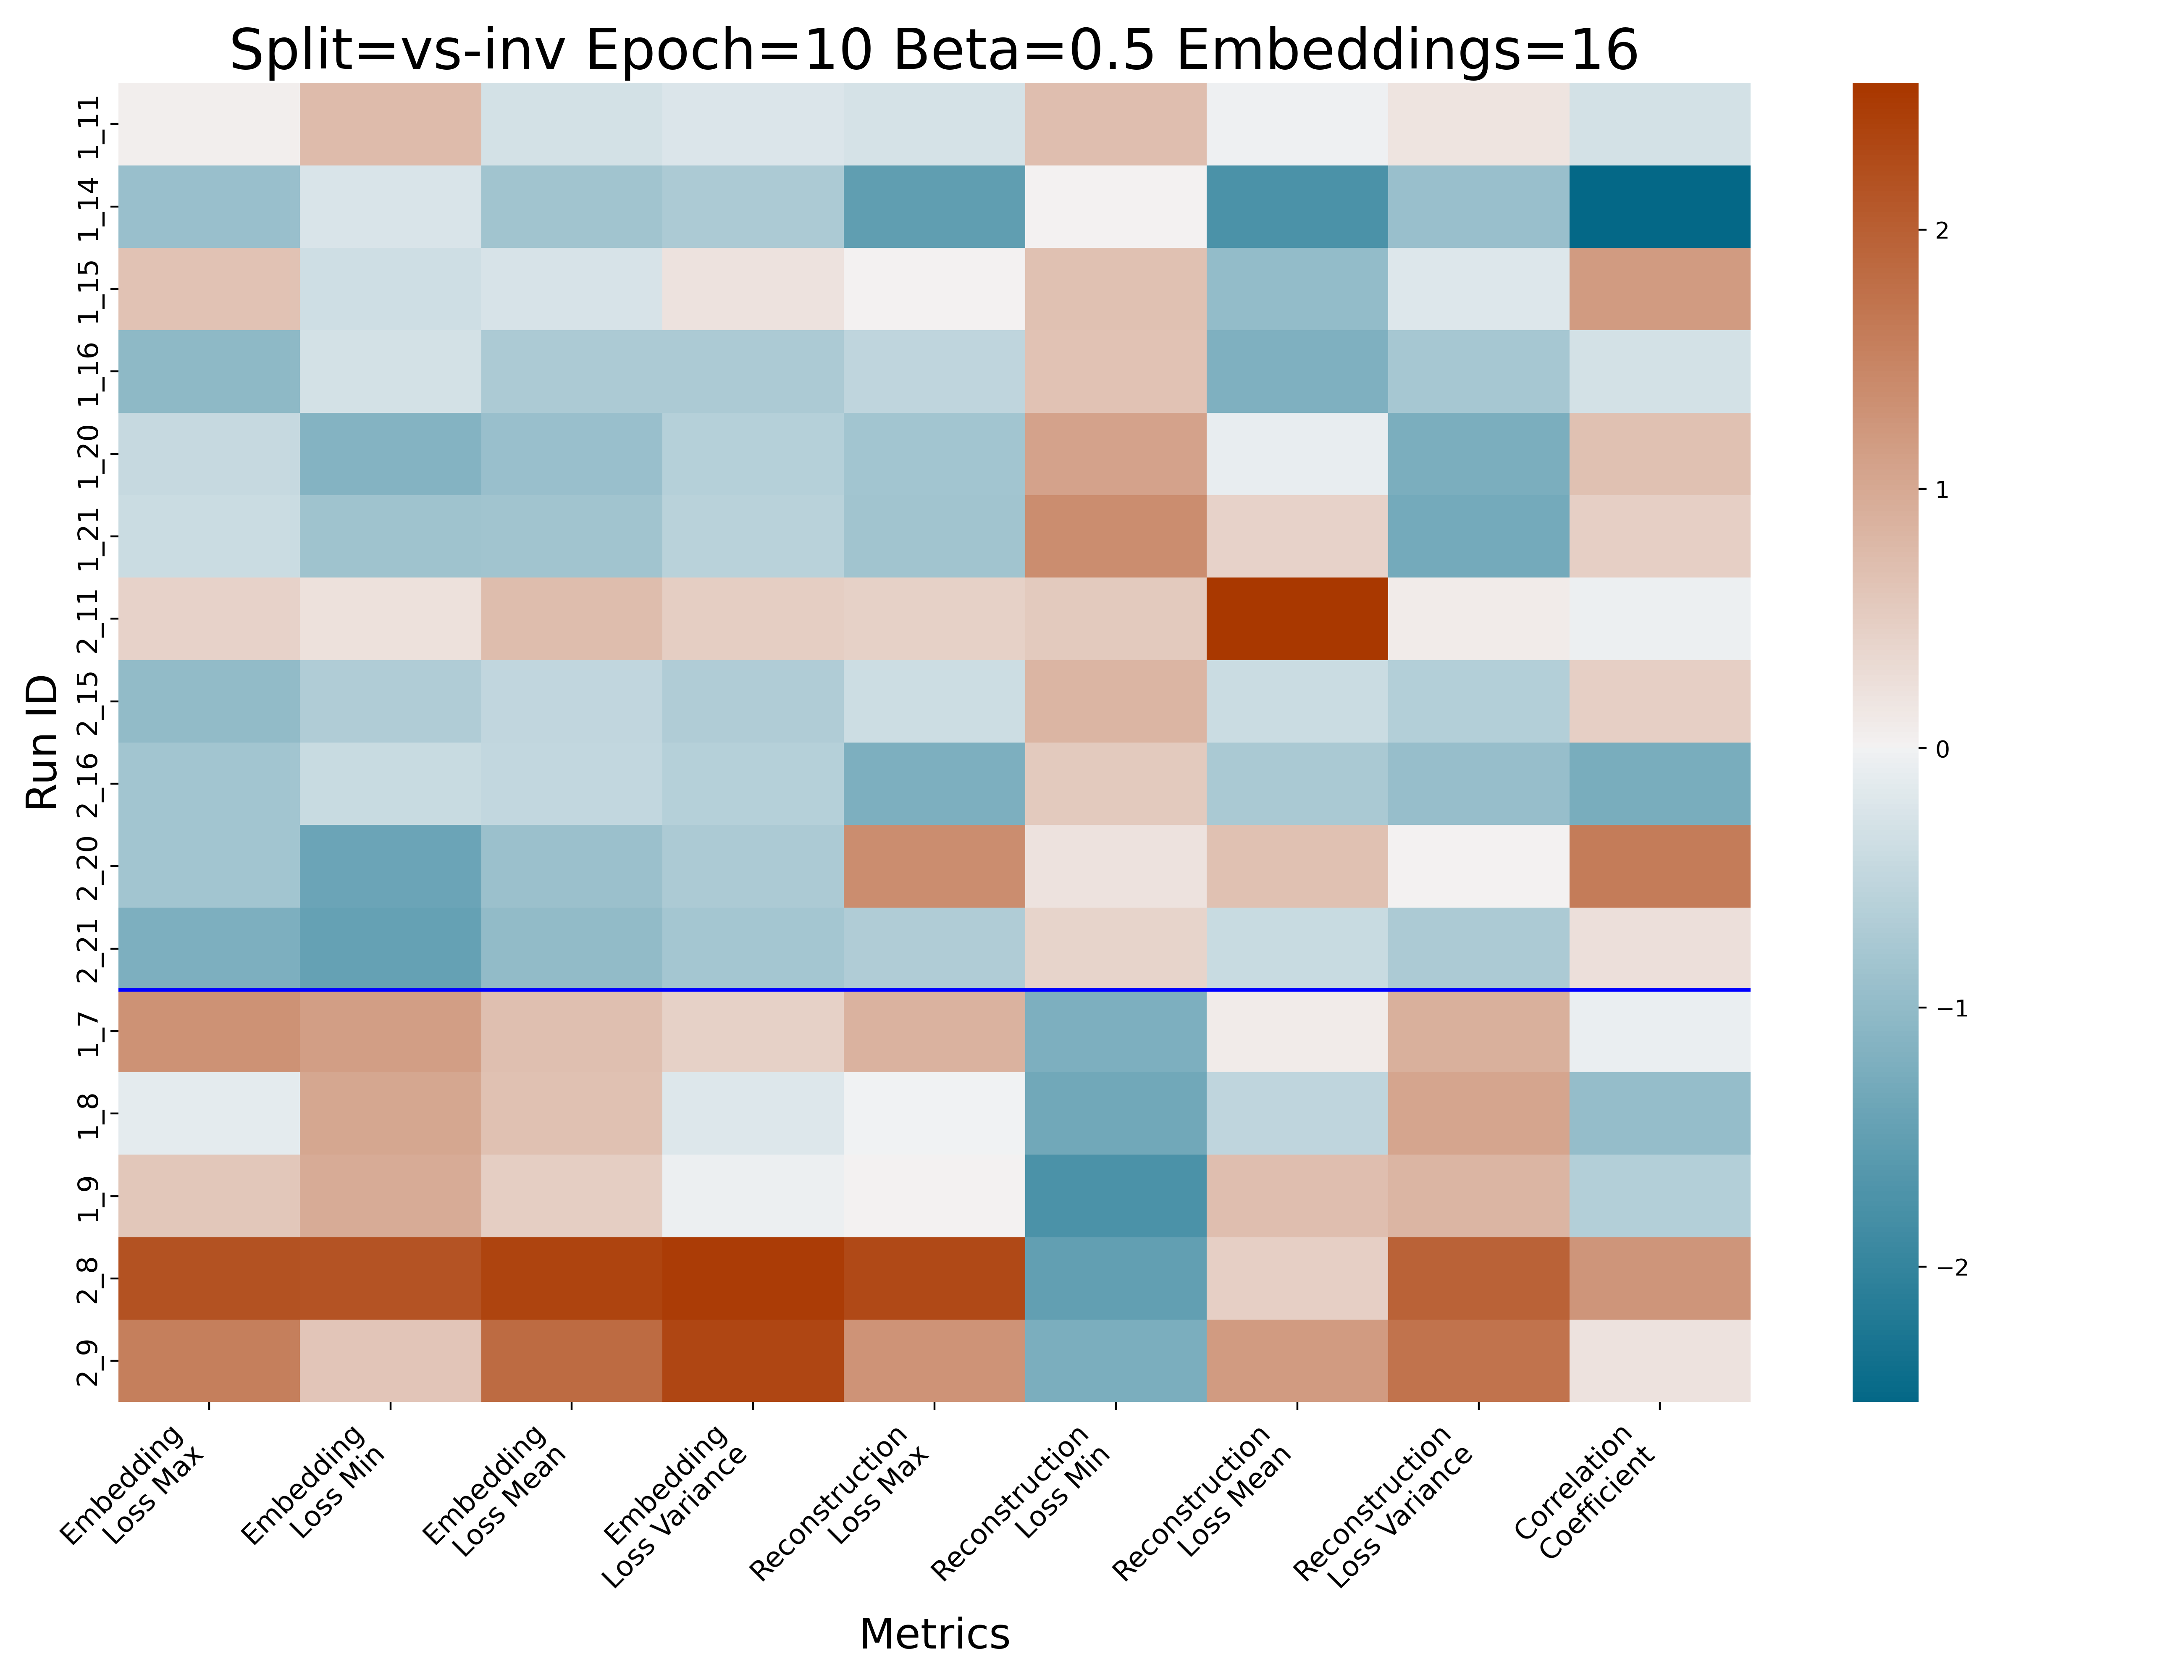 Split=vs-inv Epoch=10 Beta=0.5 Embeddings=16
Run ID
1_11
1_14
1_15
1_16
1_20
1_21
2_11
2_15
2_16
2_20
2_21
1_7
1_8
1_9
2_8
2_9
Embedding
Loss Max
Embedding
Loss Min
Embedding
Loss Mean
Embedding
Loss Variance
Reconstruction
Loss Max
Reconstruction
Loss Min
Reconstruction
Loss Mean
Reconstruction
Loss Variance
Correlation
Coefficient
Metrics
2
1
0
−1
−2